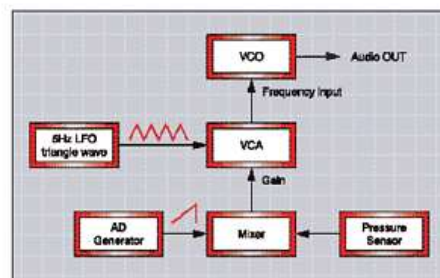 VCO
Audio OUT
Frequency Input
5Hz LFO
triangle wave
VCA
Gain
AD
Generator
Mixer
Pressure
Sensor